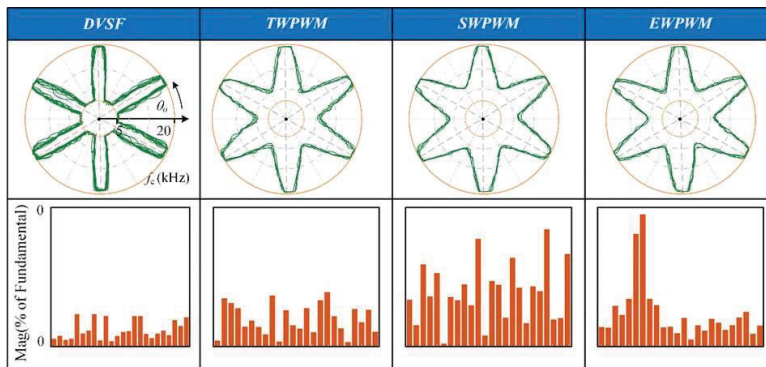 DVSF TWPWM SWPWM EWPWM
θo
5 20
fc (kHz)
Mag(% of Fundamental)
0
0